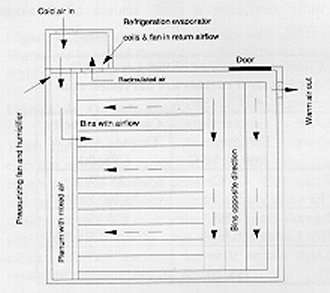 Cold air in
Refrigeration evaporator
coils & fan in return airflow
Door
Recirculated air
Warm air out
Bins with airflow
Pressurizing fan and humidifier
Plenum with mixed air
Bins opposite direction